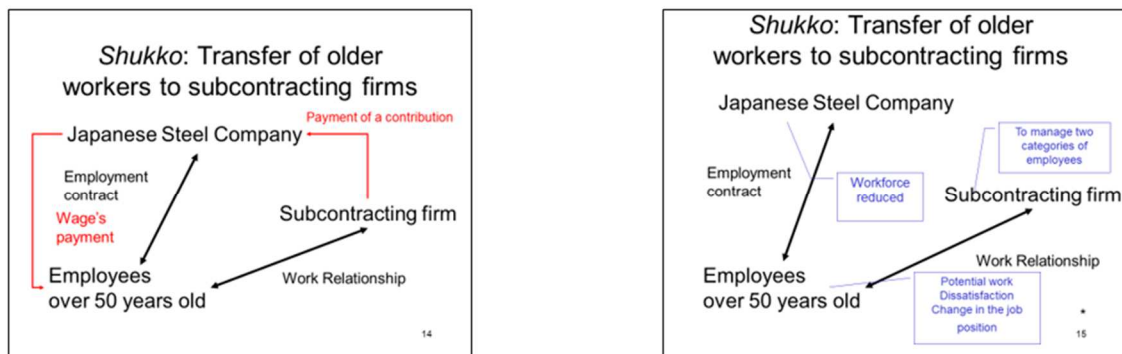 Shukko: Transfer of older
workers to subcontracting firms
Payment of a contribution
Japanese Steel Company
Employment
contract
Wage's
payment
Subcontracting firm
Employees
over 50 years old
Work Relationship
14
Shukko: Transfer of older
workers to subcontracting firms
Japanese Steel Company
To manage two
categories of
employees
Employment
contract
Workforce
reduced
Subcontracting firm
Work Relationship
Employees
over 50 years old
Potential work
Dissatisfaction
Change in the job
position
*
15